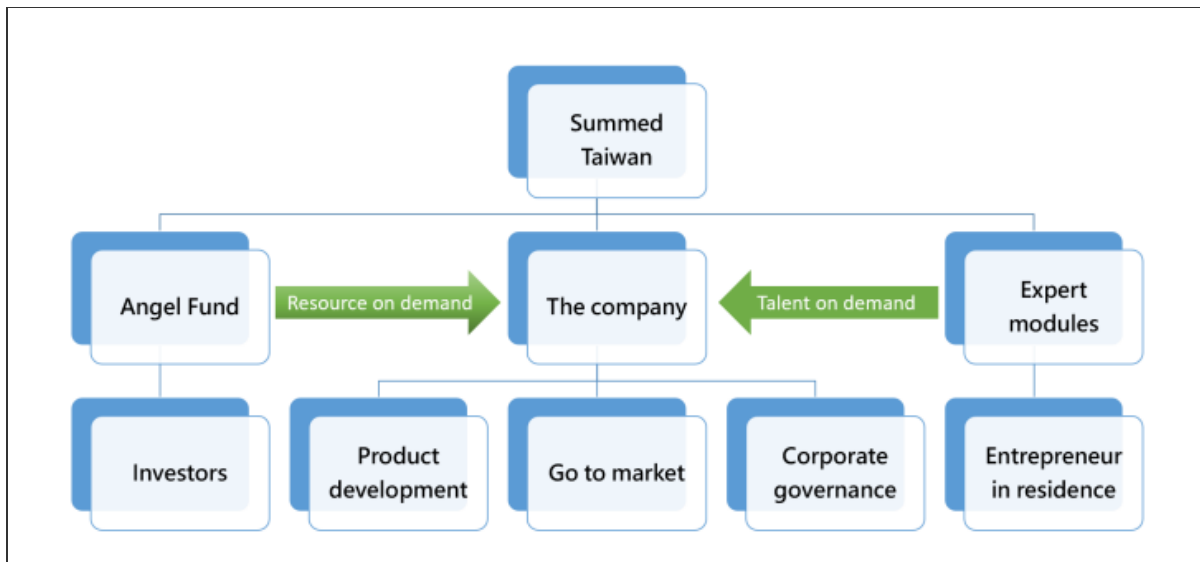 Summed
Taiwan
Angel Fund
Resource on demand
The company
Talent on demand
Expert
modules
Investors
Product
development
Go to market
Corporate
governance
Entrepreneur
in residence